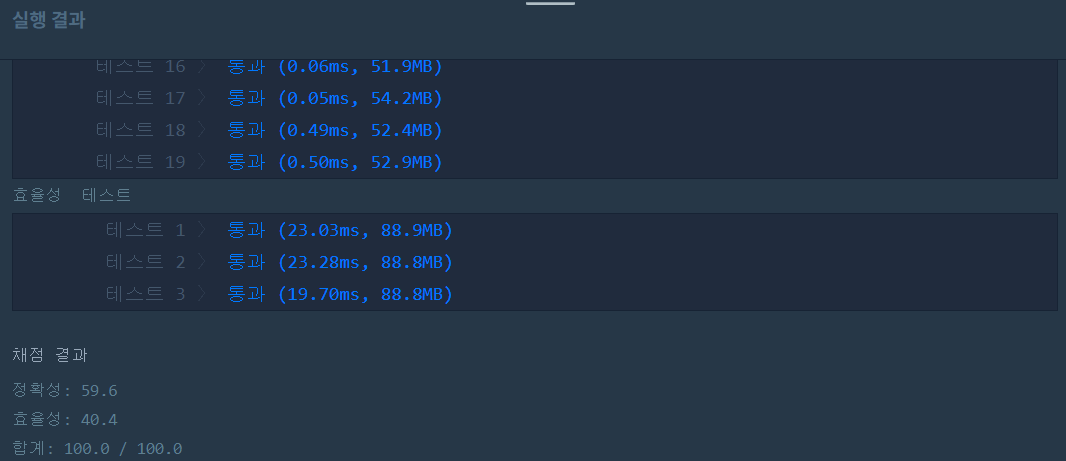 실행 결과
테스트 16 〉 통과 (0.06ms, 51.9MB)
테스트 17 〉 통과 (0.05ms, 54.2MB)
테스트 18 〉 통과 (0.49ms, 52.4MB)
테스트 19 〉 통과 (0.50ms, 52.9MB)
효율성 테스트
테스트 1 〉 통과 (23.03ms, 88.9MB)
테스트 2 〉 통과 (23.28ms, 88.8MB)
테스트 3 〉 통과 (19.70ms, 88.8MB)
채점 결과
정확성: 59.6
효율성: 40.4
합계: 100.0 / 100.0